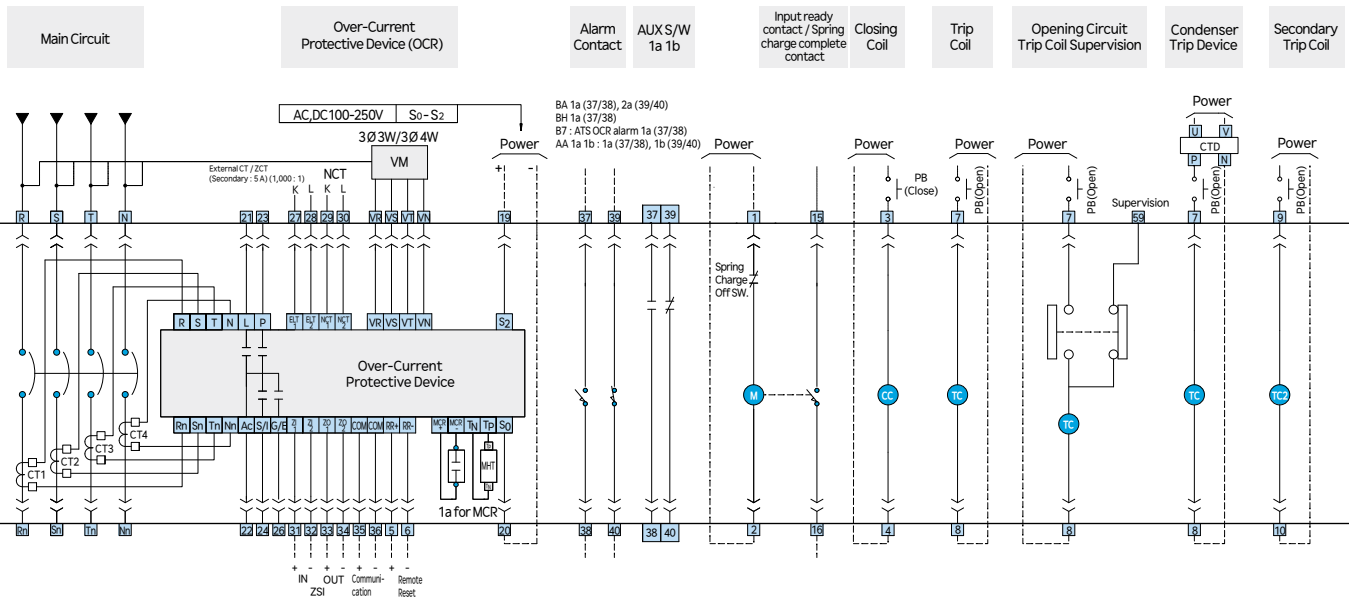 Main Circuit
Over-Current
Protective Device (OCR)
Alarm
Contact
AUX S/W
1a 1b
Input ready
contact / Spring
charge complete
contact
Closing
Coil
Trip
Coil
Opening Circuit
Trip Coil Supervision
Condenser
Trip Device
Secondary
Trip Coil
AC,DC100-250V S0-S2
BA 1a (37/38), 2a (39/40)
BH 1a (37/38)
B7 : ATS OCR alarm 1a (37/38)
AA 1a 1b : 1a (37/38), 1b (39/40)
3Ø3W/3Ø4W
VM
External CT / ZCT
(Secondary : 5 A) (1,000 : 1)
NCT
K L K L
Power
+ -
Power
Power
Power
Power
Power
U V
CTD
P N
Power
PB
(Close)
PB(Open)
PB(Open)
PB(Open)
PB(Open)
Supervision
R S T N 21 23 27 28 29 30 VR VS VT VN 19 37 39 37 39 1 15 3 7 7 59 7 9
Spring
Charge
Off SW.
R S T N L P ELT 1 ELT 2 NCT 1 NCT 2 VR VS VT VN S2
Over-Current
Protective Device
M CC TC TC TC TC2
Rn Sn Tn Nn Ac S/I G/E ZI 1 ZI 2 ZO 1 ZO 2 COM COM RR+ RR- MCR + MCR - TN TP S0
CT1 CT2 CT3 CT4
MHT
1a for MCR
Rn Sn Tn Nn 22 24 26 31 32 33 34 35 36 5 6 20 38 40 38 40 2 16 4 8 8 8 10
+ - + - + - + -
IN OUT
ZSI
Communi-
cation
Remote
Reset